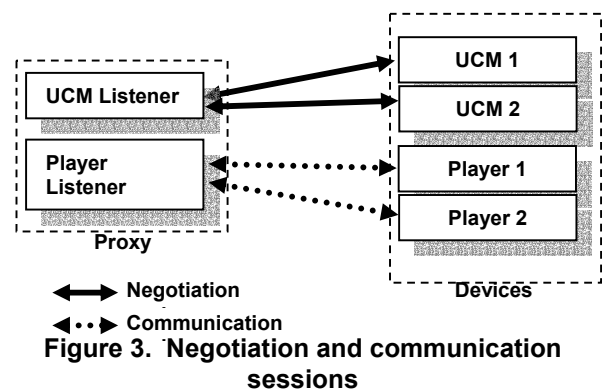 UCM Listener
Player
Listener
Proxy
UCM 1
UCM 2
Player 1
Player 2
Devices
Negotiation
Communication
Figure 3. Negotiation and communication
sessions